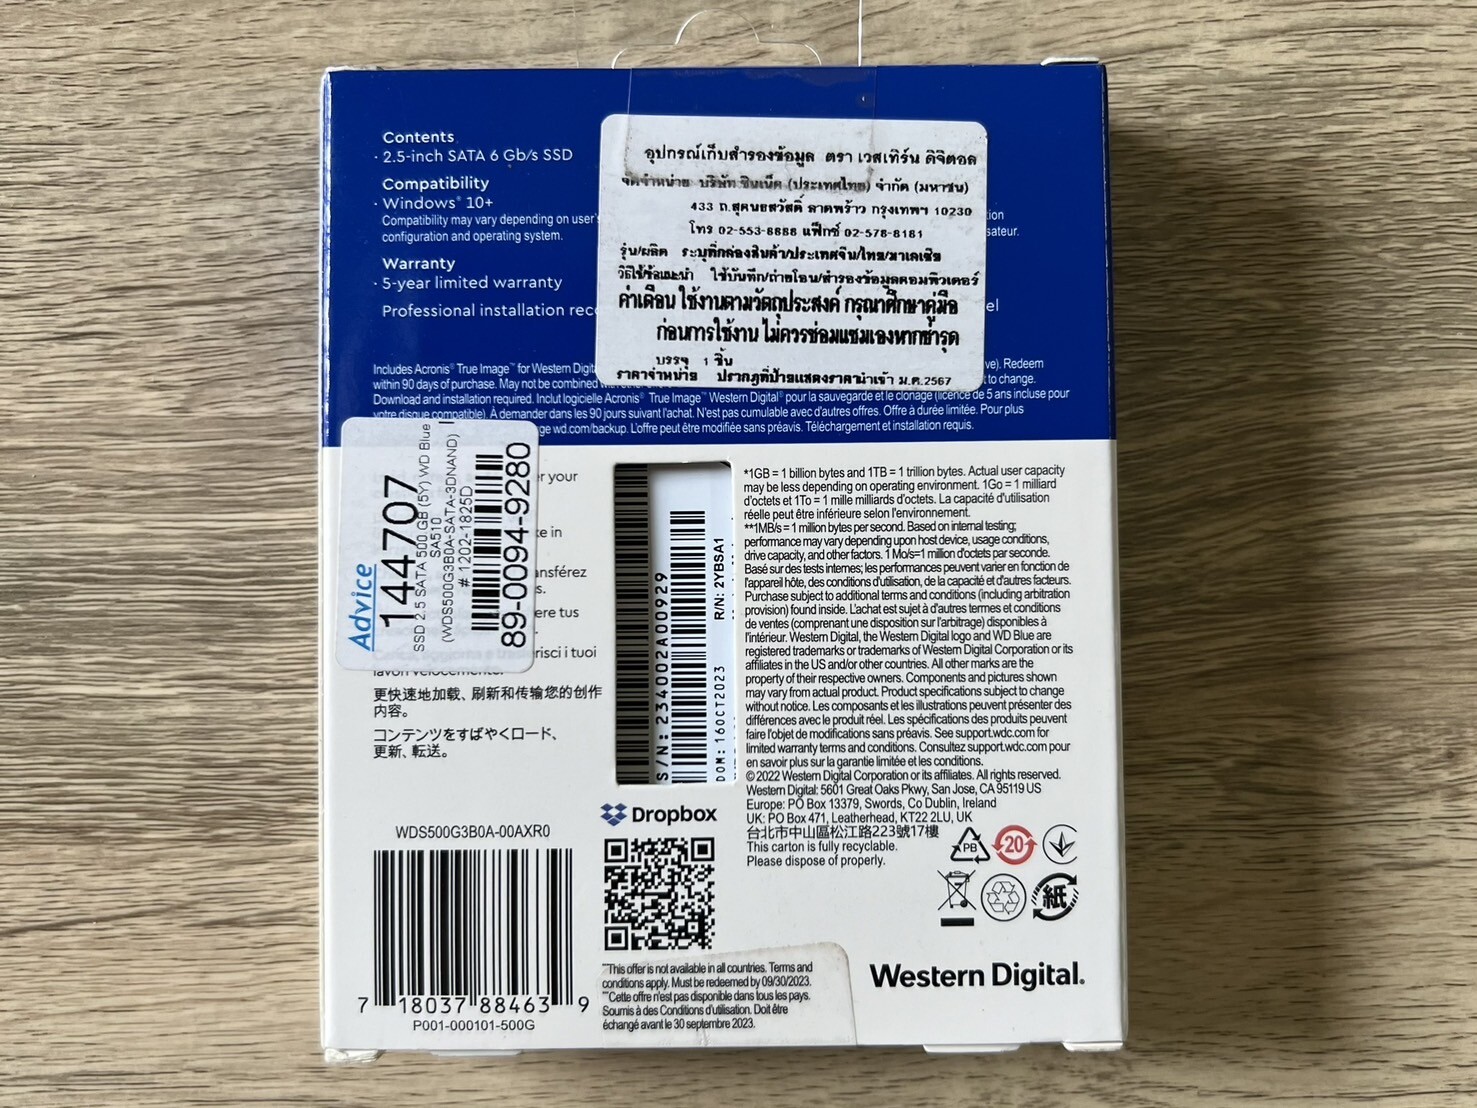 Contents
· 2.5-inch SATA 6 Gb/s SSD
Compatibility
· Windows® 10+
Compatibility may vary depending on user's
configuration and operating system.
Warranty
· 5-year limited warranty
Professional installation rec
อุปกรณ์เก็บสำรองข้อมูล ตรา เวสเทิร์น ดิจิตอล
จัดจำหน่าย บริษัท ซินเน็ค (ประเทศไทย) จำกัด (มหาชน)
433 ถ.สุคนธสวัสดิ์ ลาดพร้าว กรุงเทพฯ 10230
โทร 02-553-8888 แฟ็กซ์ 02-578-8181
รุ่น/ผลิต ระบุที่กล่องสินค้า/ประเทศจีน/ไทย/มาเลเซีย
วิธีใช้/ข้อแนะนำ ใช้บันทึก/ถ่ายโอน/สำรองข้อมูลคอมพิวเตอร์
ค่ำเตือน ใช้งานตามวัตถุประสงค์ กรุณาศึกษาคู่มือ
ก่อนการใช้งาน ไม่ควรซ่อมแซมเองหากชำรุด
บรรจุ 1 ชิ้น
ราคาจำหน่าย ปรากฏที่ป้ายแสดงราคานำเข้า ม.ค.2567
tion
isateur.
el
Includes Acronis® True Image™ for Western Digit
ve). Redeem
within 90 days of purchase. May not be combined
t to change.
Download and installation required. Inclut logicielle Acronis® True Image™ Western Digital® pour la sauvegarde et le clonage (licence de 5 ans incluse pour
votre disque compatible). À demander dans les 90 jours suivant l'achat. N'est pas cumulable avec d'autres offres. Offre à durée limitée. Pour plus
ge wd.com/backup. L'offre peut être modifiée sans préavis. Téléchargement et installation requis.
Advice
144707
SSD 2.5 SATA 500GB (5Y) WD Blue
SA510
(WDS500G3B0A-SATA-3DNAND)
#1202-1825D
89-0094-9280
er your
ke in
ansférez
s.
ere tus
risci i tuoi
lavori velocemente.
更快速地加载、刷新和传输您的创作
内容。
コンテンツをすばやくロード、
更新、転送。
S/N: 234002A00929
R/N: 2YBSA1
DOM: 16OCT2023
*1GB = 1 billion bytes and 1TB = 1 trillion bytes. Actual user capacity
may be less depending on operating environment. 1Go = 1 milliard
d'octets et 1To = 1 mille milliards d'octets. La capacité d'utilisation
réelle peut être inférieure selon l'environnement.
**1MB/s = 1 million bytes per second. Based on internal testing;
performance may vary depending upon host device, usage conditions,
drive capacity, and other factors. 1 Mo/s=1 million d'octets par seconde.
Basé sur des tests internes; les performances peuvent varier en fonction de
l'appareil hôte, des conditions d'utilisation, de la capacité et d'autres facteurs.
Purchase subject to additional terms and conditions (including arbitration
provision) found inside. L'achat est sujet à d'autres termes et conditions
de ventes (comprenant une disposition sur l'arbitrage) disponibles à
l'intérieur. Western Digital, the Western Digital logo and WD Blue are
registered trademarks or trademarks of Western Digital Corporation or its
affiliates in the US and/or other countries. All other marks are the
property of their respective owners. Components and pictures shown
may vary from actual product. Product specifications subject to change
without notice. Les composants et les illustrations peuvent présenter des
différences avec le produit réel. Les spécifications des produits peuvent
faire l'objet de modifications sans préavis. See support.wdc.com for
limited warranty terms and conditions. Consultez support.wdc.com pour
en savoir plus sur la garantie limitée et les conditions.
© 2022 Western Digital Corporation or its affiliates. All rights reserved.
Western Digital: 5601 Great Oaks Pkwy, San Jose, CA 95119 US
Europe: PO Box 13379, Swords, Co Dublin, Ireland
UK: PO Box 471, Leatherhead, KT22 2LU, UK
台北市中山區松江路223號17樓
This carton is fully recyclable.
Please dispose of properly.
PB
20
紙
Dropbox
WDS500G3B0A-00AXR0
7 18037 88463 9
P001-000101-500G
***This offer is not available in all countries. Terms and
conditions apply. Must be redeemed by 09/30/2023.
***Cette offre n'est pas disponible dans tous les pays.
Soumis à des Conditions d'utilisation. Doit être
échangé avant le 30 septembre 2023.
Western Digital®